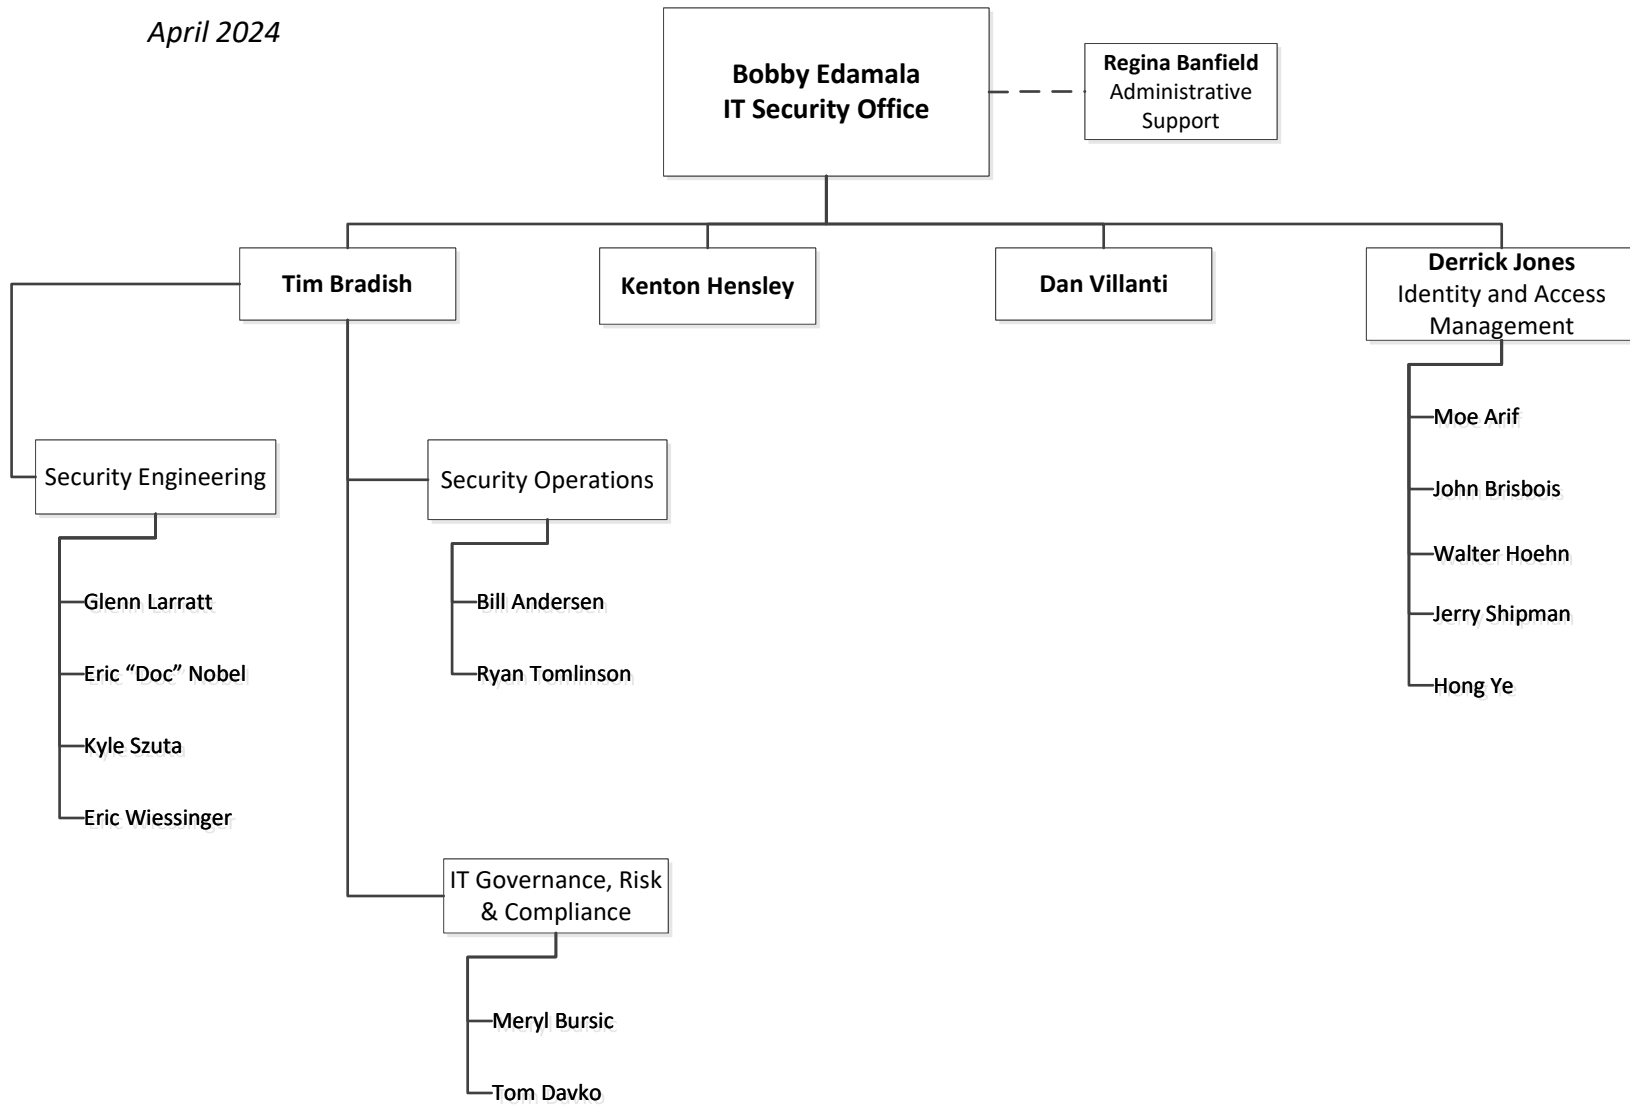 April 2024
Bobby Edamala
IT Security Office
Regina Banfield
Administrative
Support
Tim Bradish
Kenton Hensley
Dan Villanti
Derrick Jones
Identity and Access
Management
Security Engineering
Glenn Larratt
Eric “Doc” Nobel
Kyle Szuta
Eric Wiessinger
Security Operations
Bill Andersen
Ryan Tomlinson
IT Governance, Risk
& Compliance
Meryl Bursic
Tom Davko
Moe Arif
John Brisbois
Walter Hoehn
Jerry Shipman
Hong Ye